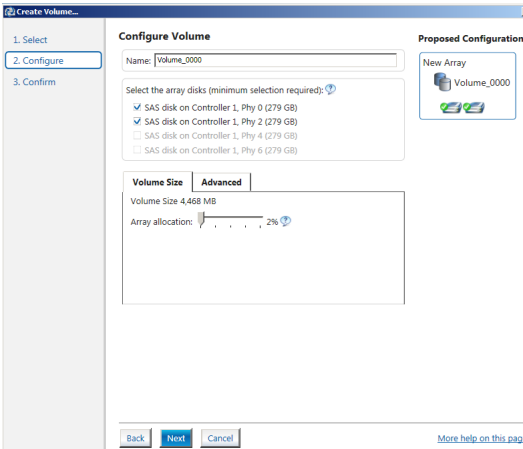 Create Volume...
1. Select
2. Configure
3. Confirm
Configure Volume
Name: Volume_0000
Select the array disks (minimum selection required):
SAS disk on Controller 1, Phy 0 (279 GB)
SAS disk on Controller 1, Phy 2 (279 GB)
SAS disk on Controller 1, Phy 4 (279 GB)
SAS disk on Controller 1, Phy 6 (279 GB)
Volume Size Advanced
Volume Size 4,468 MB
Array allocation: 2%
Proposed Configuration
New Array
Volume_0000
Back Next Cancel
More help on this pag